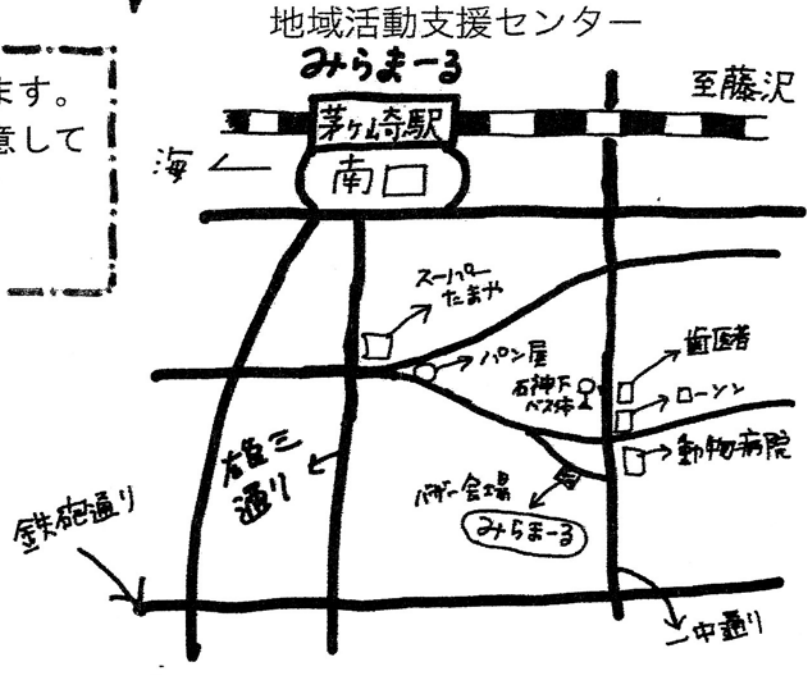 地域活動支援センター
みらまーる
ます。
意して
至藤沢
茅ヶ崎駅
海
南口
スーパー
たまや
パン屋
歯医者
石神下
バス停
ローソン
動物病院
雄三
通り
バザー会場
みらまーる
鉄砲通り
一中通り